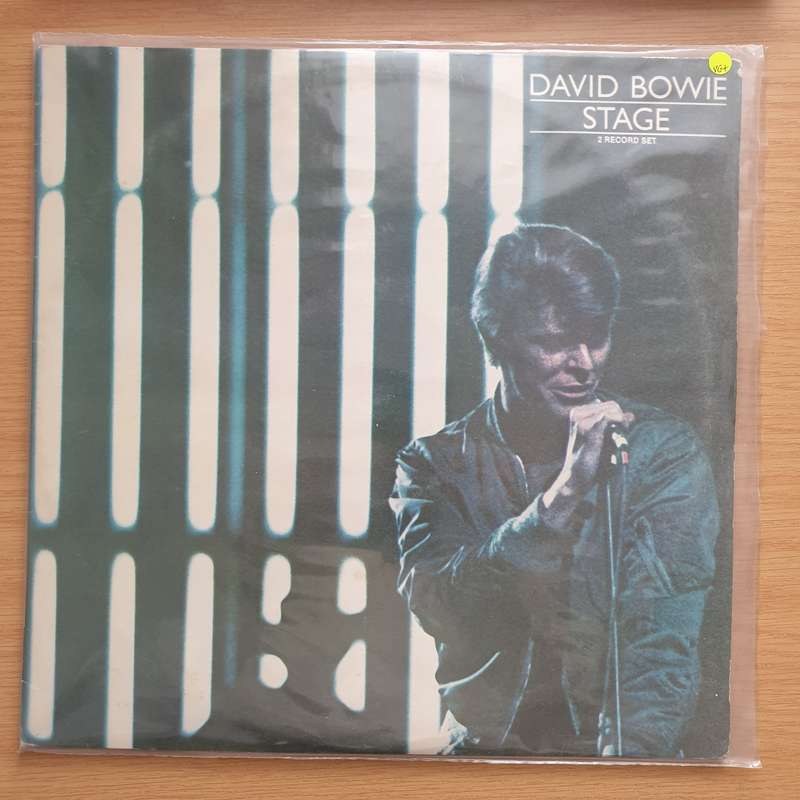 VG+
DAVID BOWIE
STAGE
2 RECORD SET